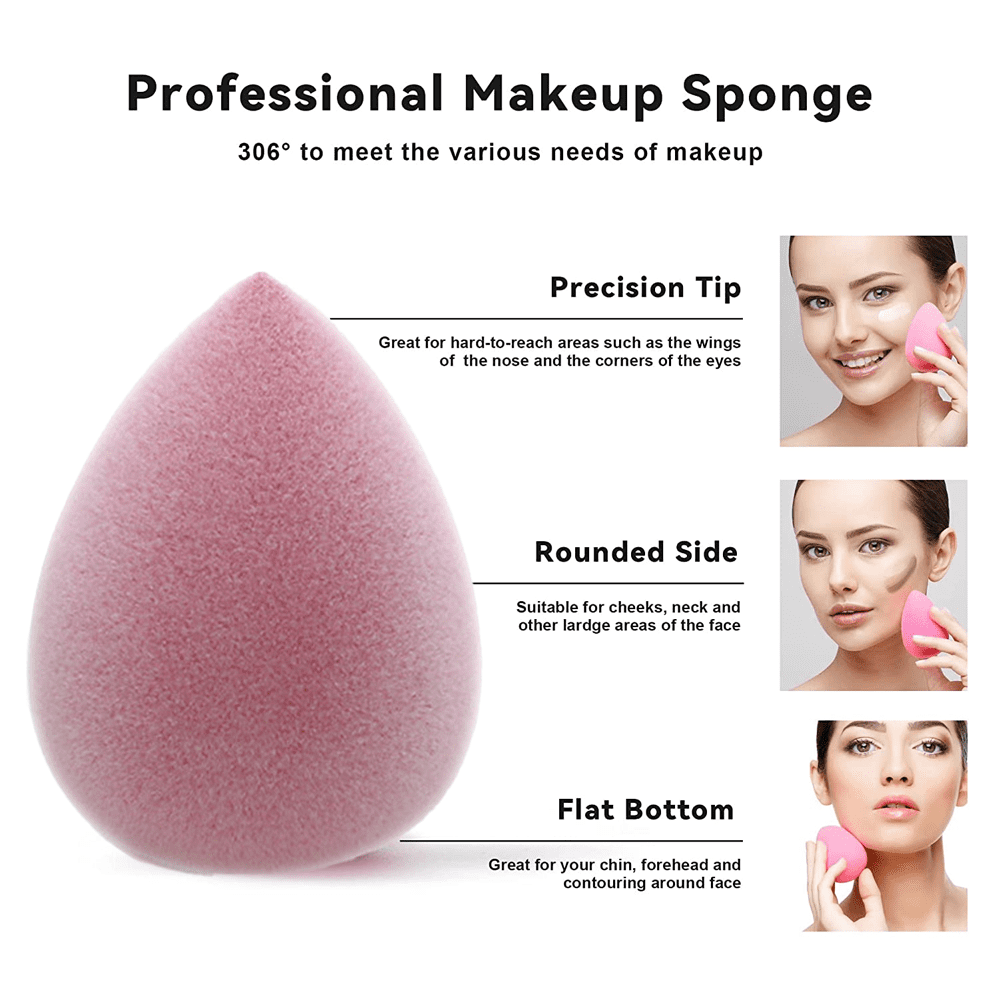 Professional Makeup Sponge
306° to meet the various needs of makeup
Precision Tip
Great for hard-to-reach areas such as the wings
of the nose and the corners of the eyes
Rounded Side
Suitable for cheeks, neck and
other lardge areas of the face
Flat Bottom
Great for your chin, forehead and
contouring around face